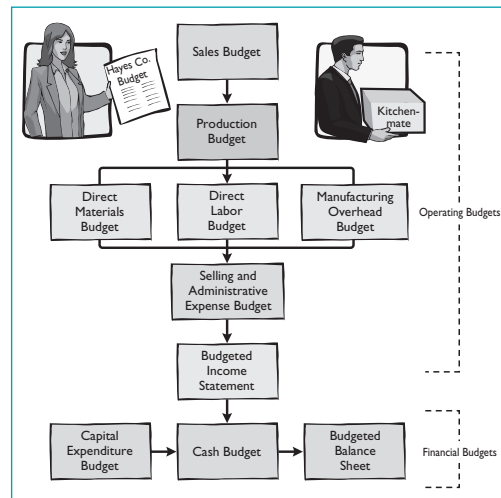 Hayes Co.
Budget
Sales Budget
Kitchen-
mate
Production
Budget
Direct
Materials
Budget
Direct
Labor
Budget
Manufacturing
Overhead
Budget
Operating Budgets
Selling and
Administrative
Expense Budget
Budgeted
Income
Statement
Capital
Expenditure
Budget
Cash Budget
Budgeted
Balance
Sheet
Financial Budgets